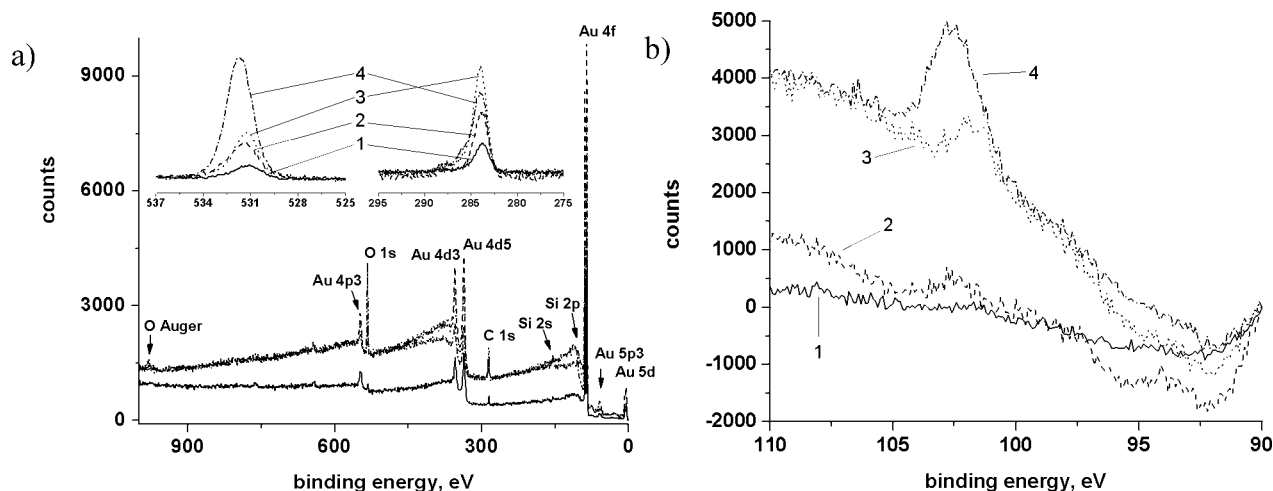 a)
counts
9000
6000
3000
0
900
600
300
0
binding energy, eV
Au 4f
4
3
2
1
537
534
531
528
525
295
290
285
280
275
O Auger
Au 4p3
O 1s
Au 4d3
Au 4d5
C 1s
Si 2s
Si 2p
Au 5p3
Au 5d
b)
counts
5000
4000
3000
2000
1000
0
-1000
-2000
110
105
100
95
90
binding energy, eV
4
3
2
1